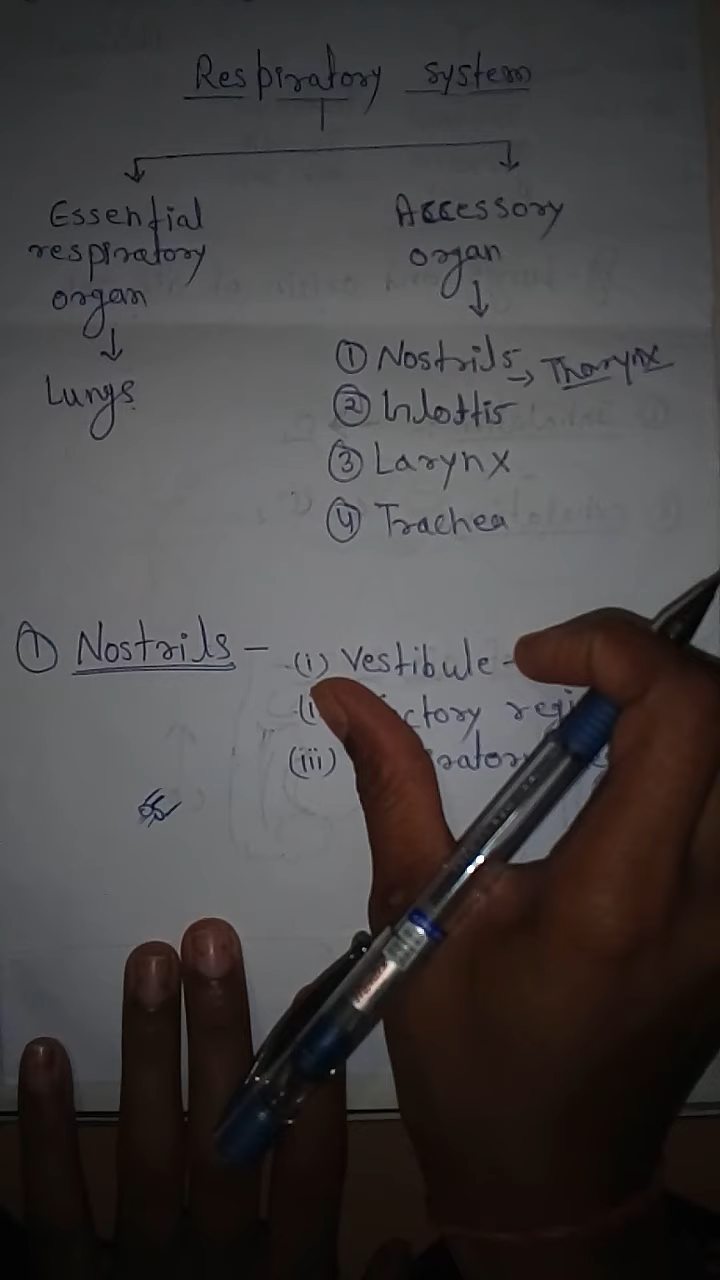 Respiratory system
Essential
respiratory
organ
Lungs
Accessory
organ
① Nostrils → Tharynx
② Glottis
③ Larynx
④ Trachea
① Nostrils - (i) Vestibule -
(iii)